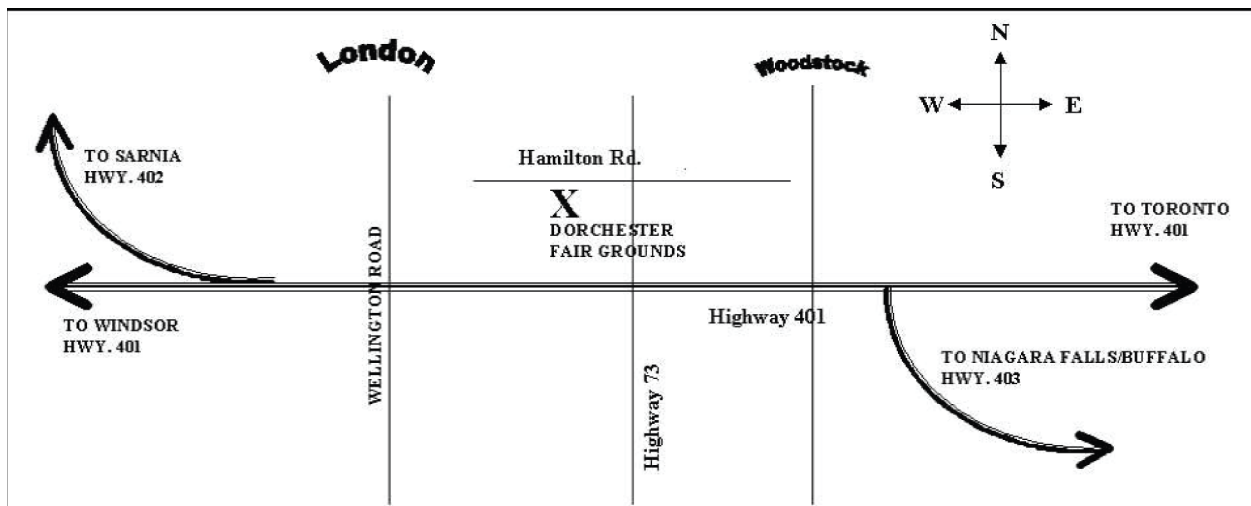 London
Woodstock
N
W
E
S
TO SARNIA
HWY. 402
Hamilton Rd.
X
DORCHESTER
FAIR GROUNDS
TO TORONTO
HWY. 401
WELLINGTON ROAD
TO WINDSOR
HWY. 401
Highway 401
Highway 73
TO NIAGARA FALLS/BUFFALO
HWY. 403